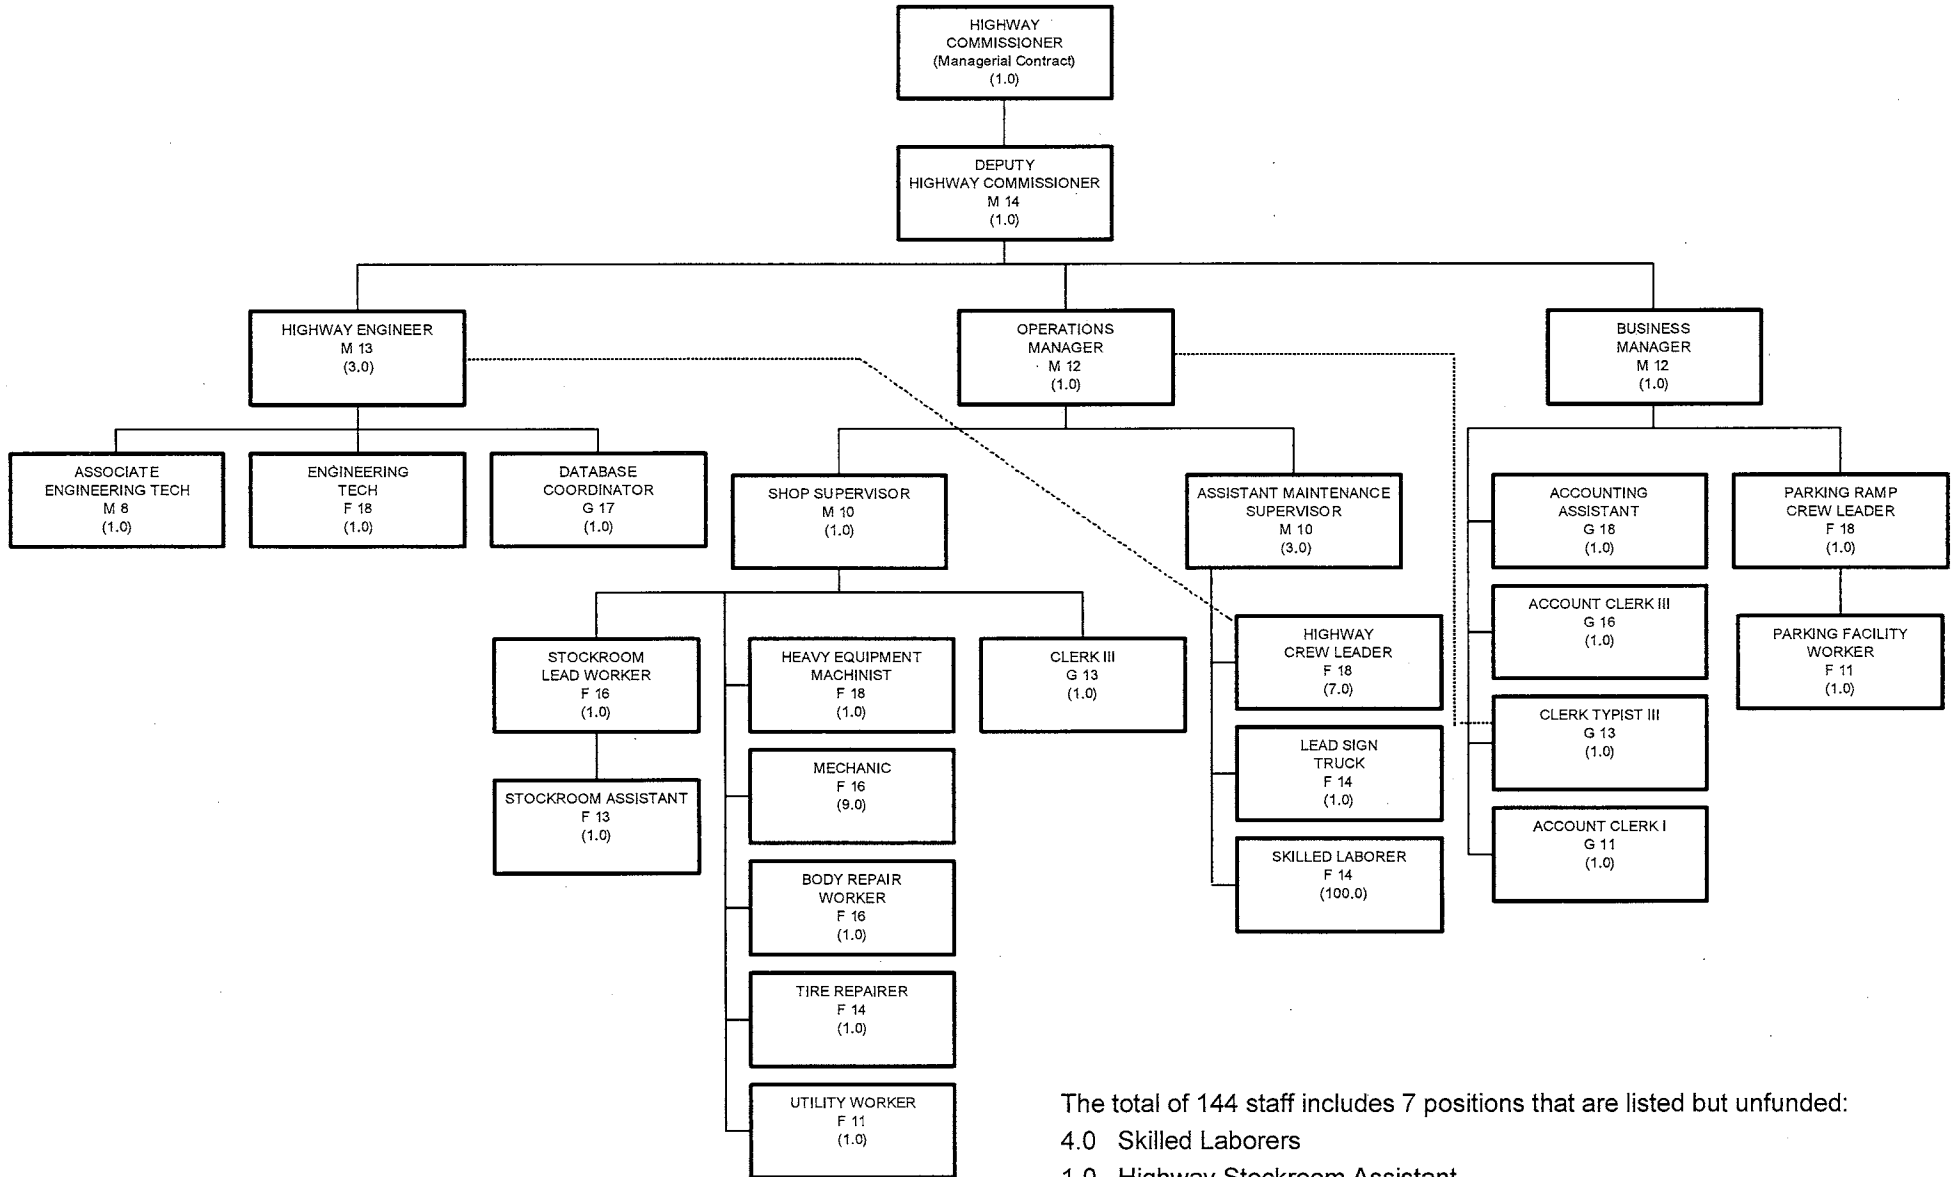 HIGHWAY
COMMISSIONER
(Managerial Contract)
(1.0)
DEPUTY
HIGHWAY COMMISSIONER
M 14
(1.0)
HIGHWAY ENGINEER
M 13
(3.0)
OPERATIONS
MANAGER
M 12
(1.0)
BUSINESS
MANAGER
M 12
(1.0)
ASSOCIATE
ENGINEERING TECH
M 8
(1.0)
ENGINEERING
TECH
F 18
(1.0)
DATABASE
COORDINATOR
G 17
(1.0)
SHOP SUPERVISOR
M 10
(1.0)
ASSISTANT MAINTENANCE
SUPERVISOR
M 10
(3.0)
ACCOUNTING
ASSISTANT
G 18
(1.0)
PARKING RAMP
CREW LEADER
F 18
(1.0)
STOCKROOM
LEAD WORKER
F 16
(1.0)
HEAVY EQUIPMENT
MACHINIST
F 18
(1.0)
CLERK III
G 13
(1.0)
HIGHWAY
CREW LEADER
F 18
(7.0)
ACCOUNT CLERK III
G 16
(1.0)
PARKING FACILITY
WORKER
F 11
(1.0)
STOCKROOM ASSISTANT
F 13
(1.0)
MECHANIC
F 16
(9.0)
LEAD SIGN
TRUCK
F 14
(1.0)
CLERK TYPIST III
G 13
(1.0)
BODY REPAIR
WORKER
F 16
(1.0)
SKILLED LABORER
F 14
(100.0)
ACCOUNT CLERK I
G 11
(1.0)
TIRE REPAIRER
F 14
(1.0)
UTILITY WORKER
F 11
(1.0)
The total of 144 staff includes 7 positions that are listed but unfunded:
4.0 Skilled Laborers
1.0 Highway Stockroom Assistant